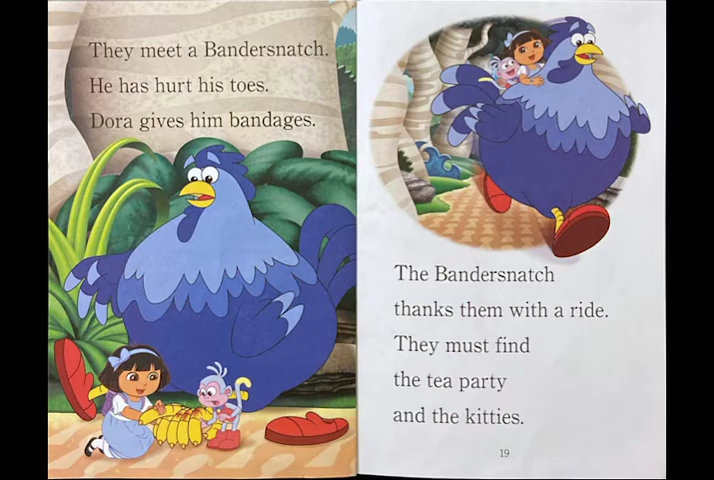 They meet a Bandersnatch.
He has hurt his toes.
Dora gives him bandages.
The Bandersnatch
thanks them with a ride.
They must find
the tea party
and the kitties.
19